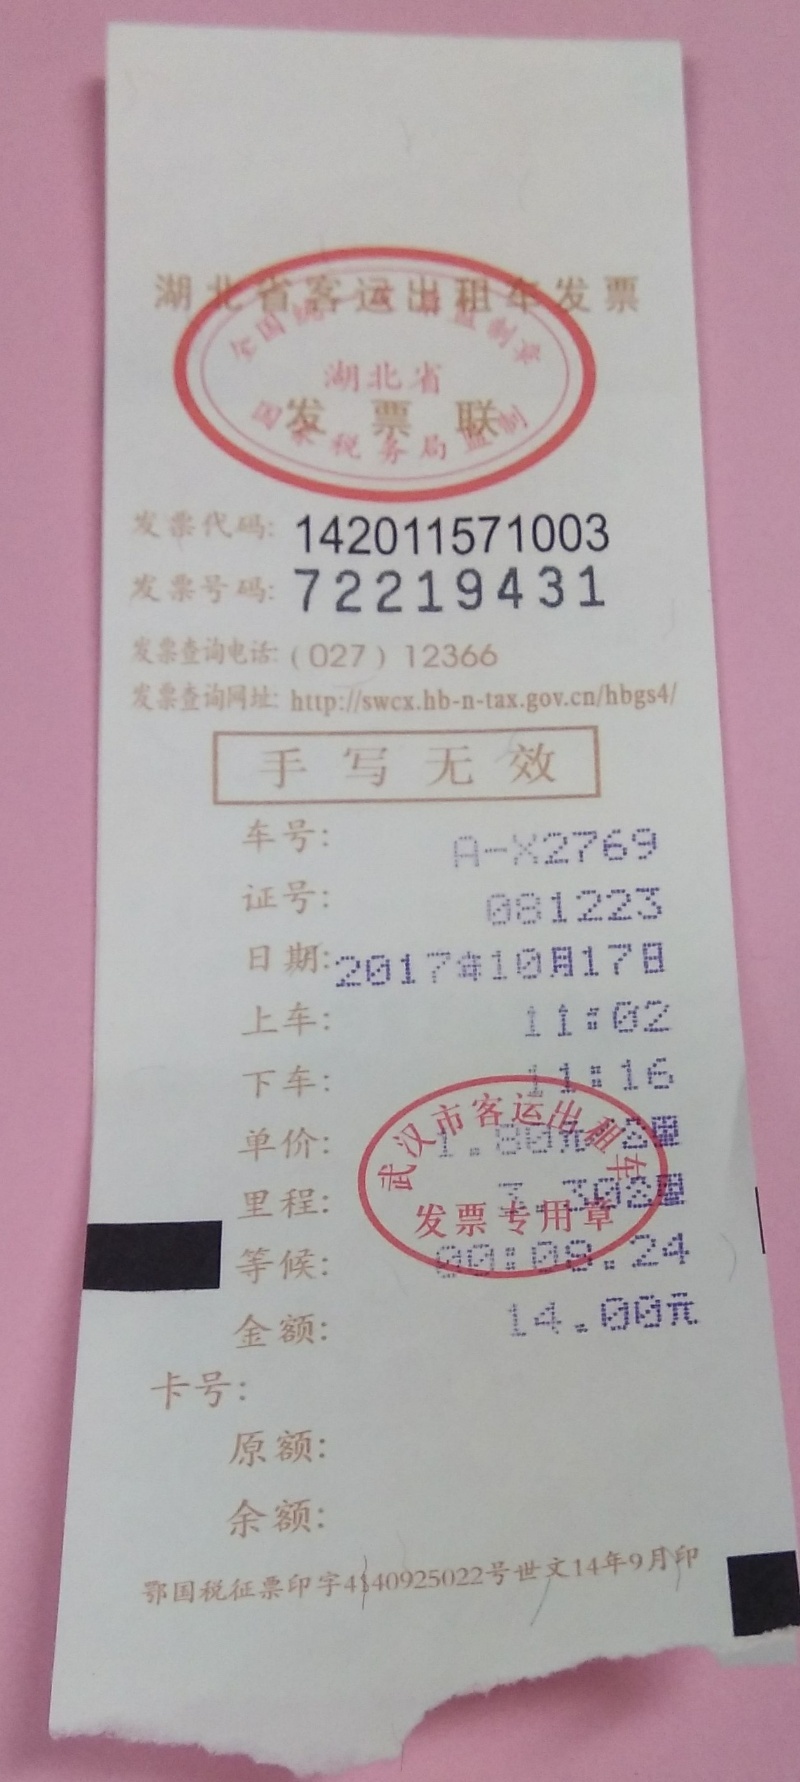 湖北省客运出租车发票
全国统一发票监制章
湖北省
发票联
国家税务局监制
发票代码: 142011571003
发票号码: 72219431
发票查询电话: (027) 12366
发票查询网址: http://swcx.hb-n-tax.gov.cn/hbgs4/
手写无效
车号: A-X2769
证号: 081223
日期: 2017年10月17日
上车: 11:02
下车: 11:16
单价: 1.80元/公里
里程: 3.30公里
等候: 00:09.24
金额: 14.00元
武汉市客运出租车
发票专用章
卡号:
原额:
余额:
鄂国税征票印字4140925022号世文14年9月印